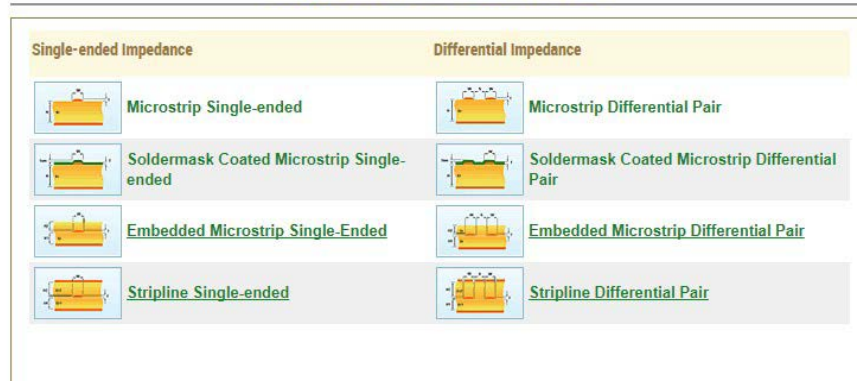 Single-ended Impedance
Differential Impedance
Microstrip Single-ended
Microstrip Differential Pair
Soldermask Coated Microstrip Single-
ended
Soldermask Coated Microstrip Differential
Pair
Embedded Microstrip Single-Ended
Embedded Microstrip Differential Pair
Stripline Single-ended
Stripline Differential Pair